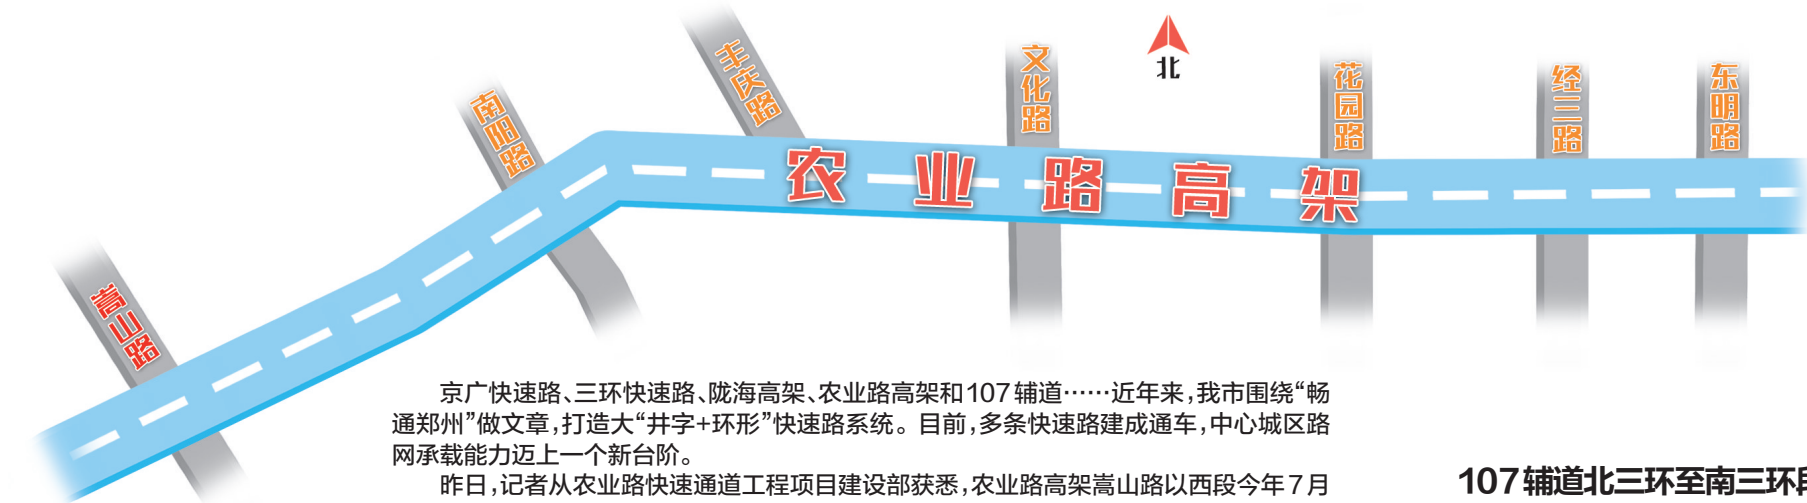 丰庆路
文化路
北
花园路
经三路
东明路
南阳路
农业路高架
嵩山路
京广快速路、三环快速路、陇海高架、农业路高架和107辅道……近年来,我市围绕“畅
通郑州”做文章,打造大“井字+环形”快速路系统。目前,多条快速路建成通车,中心城区路
网承载能力迈上一个新台阶。
昨日,记者从农业路快速通道工程项目建设部获悉,农业路高架嵩山路以西段今年7月
107辅道北三环至南三环段